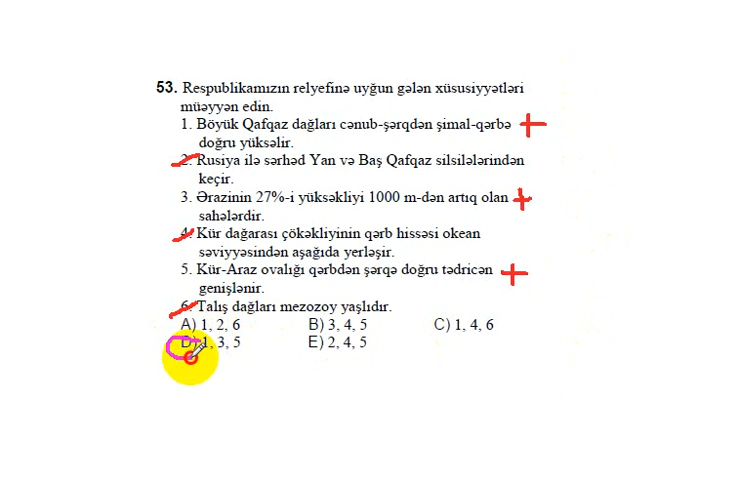 53. Respublikamızın relyefinə uyğun gələn xüsusiyyətləri
müəyyən edin.
1. Böyük Qafqaz dağları cənub-şərqdən şimal-qərbə
doğru yüksəlir.
2. Rusiya ilə sərhəd Yan və Baş Qafqaz silsilələrindən
keçir.
3. Ərazinin 27%-i yüksəkliyi 1000 m-dən artıq olan
sahələrdir.
4. Kür dağarası çökəkliyinin qərb hissəsi okean
səviyyəsindən aşağıda yerləşir.
5. Kür-Araz ovalığı qərbdən şərqə doğru tədricən
genişlənir.
6. Talış dağları mezozoy yaşlıdır.
A) 1, 2, 6 B) 3, 4, 5 C) 1, 4, 6
D) 1, 3, 5 E) 2, 4, 5